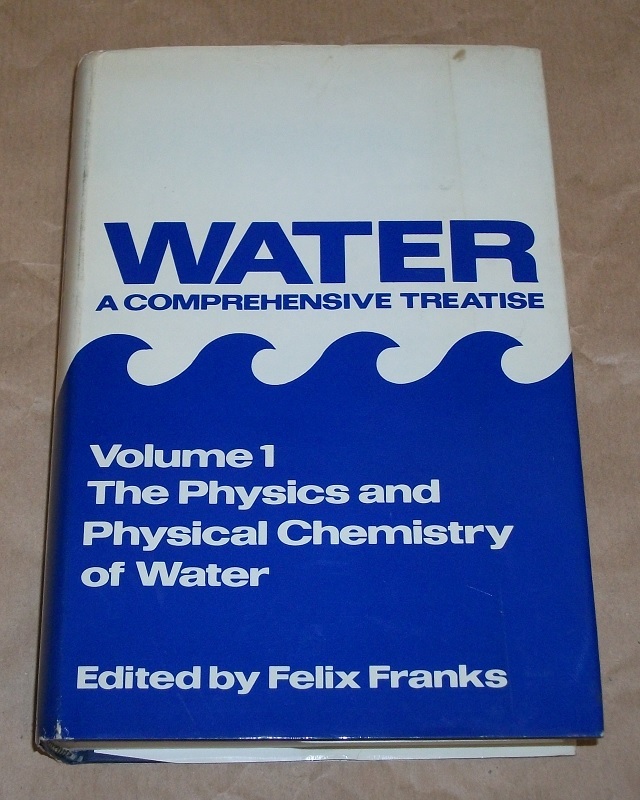 WATER
A COMPREHENSIVE TREATISE
Volume 1
The Physics and
Physical Chemistry
of Water
Edited by Felix Franks